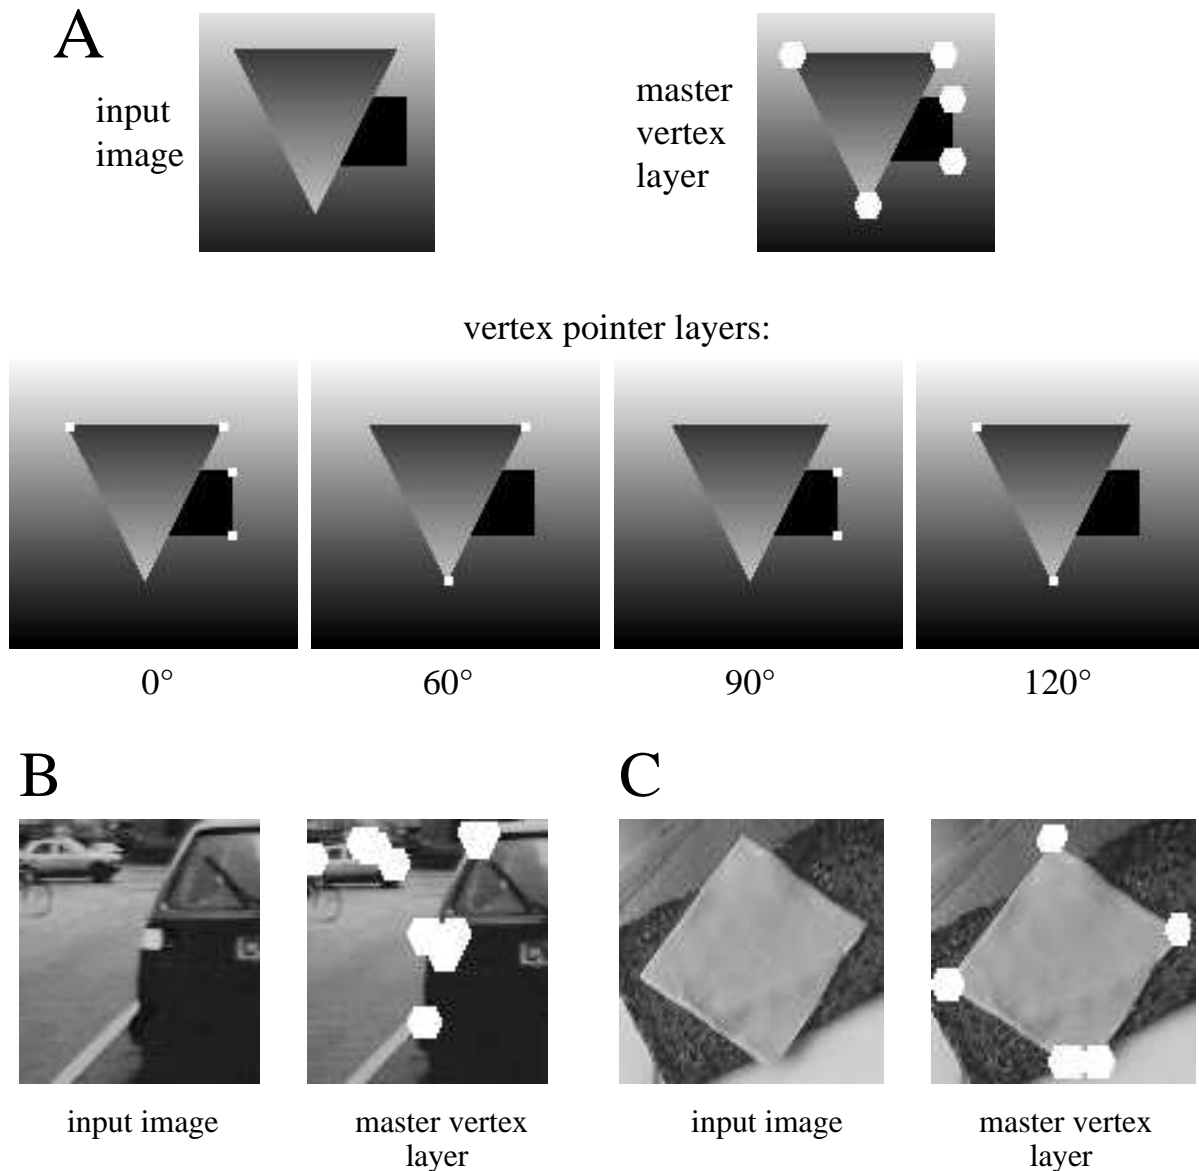 A
input
image
master
vertex
layer
vertex pointer layers:
0° 60° 90° 120°
B
input image
master vertex
layer
C
input image
master vertex
layer